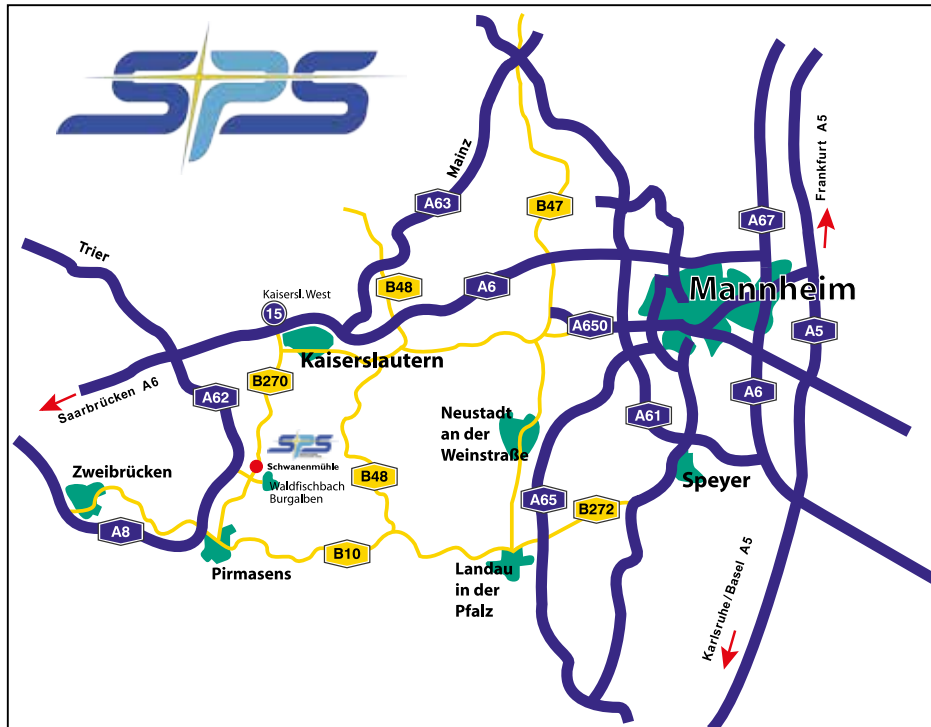 SPS
Mainz
Frankfurt A5
A63
B47
A67
Trier
Kaisersl. West
15
B48
A6
Mannheim
A650
A5
Kaiserslautern
B270
Saarbrücken A6
A62
A6
A61
Neustadt
an der
Weinstraße
SPS
Schwanenmühle
Waldfischbach
Burgalben
Zweibrücken
B48
Speyer
A65
B272
A8
B10
Pirmasens
Landau
in der
Pfalz
Karlsruhe/Basel A5